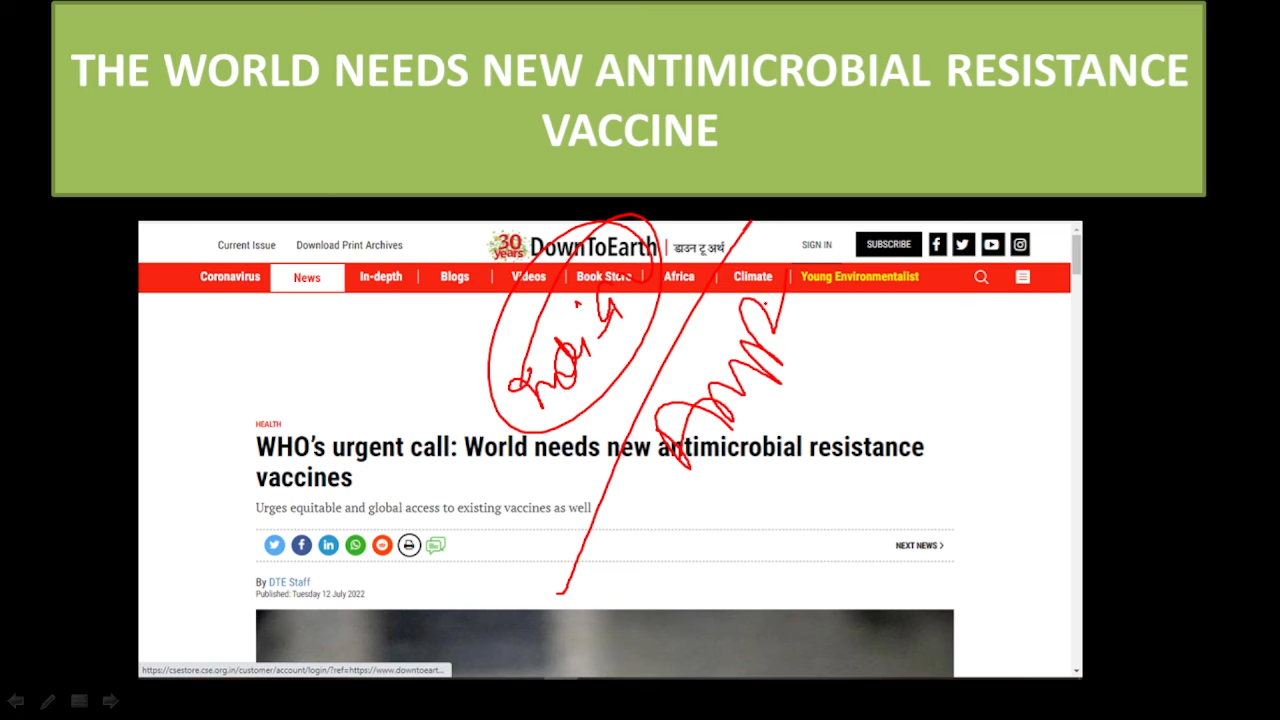 THE WORLD NEEDS NEW ANTIMICROBIAL RESISTANCE
VACCINE
Current Issue Download Print Archives 30 years DownToEarth डाउन टू अर्थ SIGN IN SUBSCRIBE
Coronavirus News In-depth Blogs Videos Book Store Africa Climate Young Environmentalist
India
HEALTH
WHO's urgent call: World needs new antimicrobial resistance
vaccines
Urges equitable and global access to existing vaccines as well
NEXT NEWS >
By DTE Staff
Published: Tuesday 12 July 2022
https://csestore.cse.org.in/customer/account/login/?ref=https://www.downtoeart...